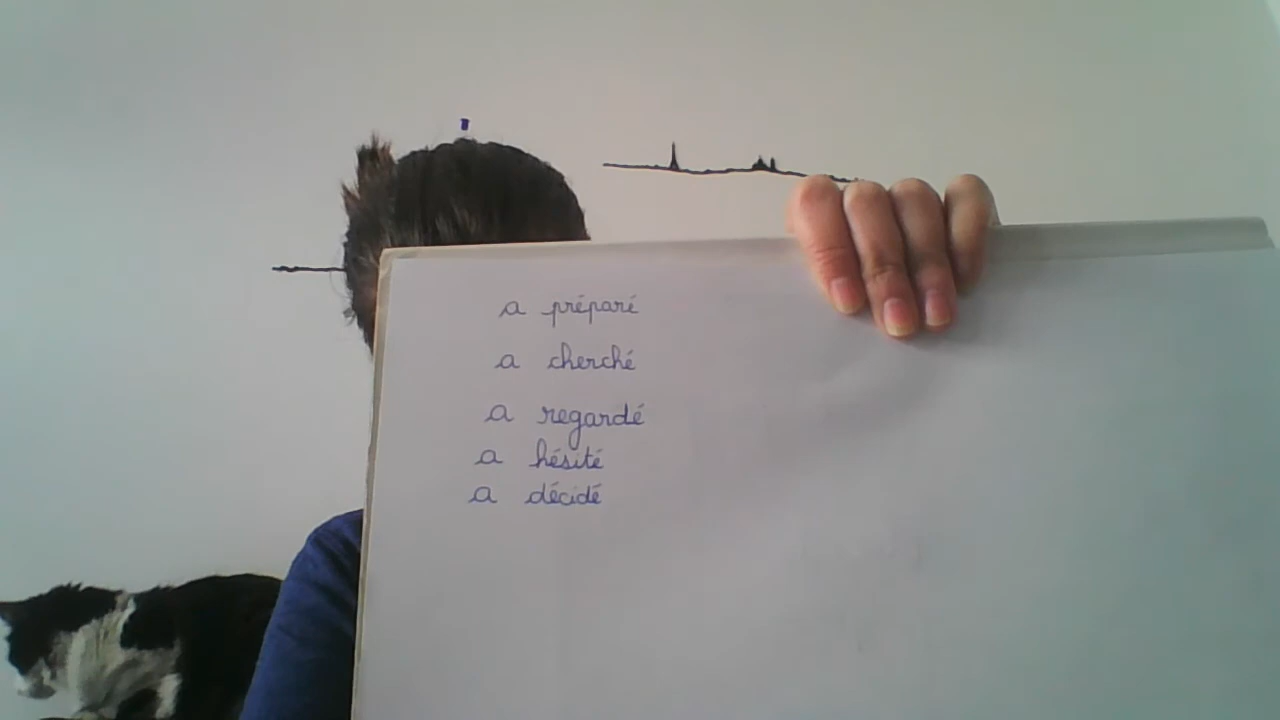 a préparé
a cherché
a regardé
a hésité
a décidé